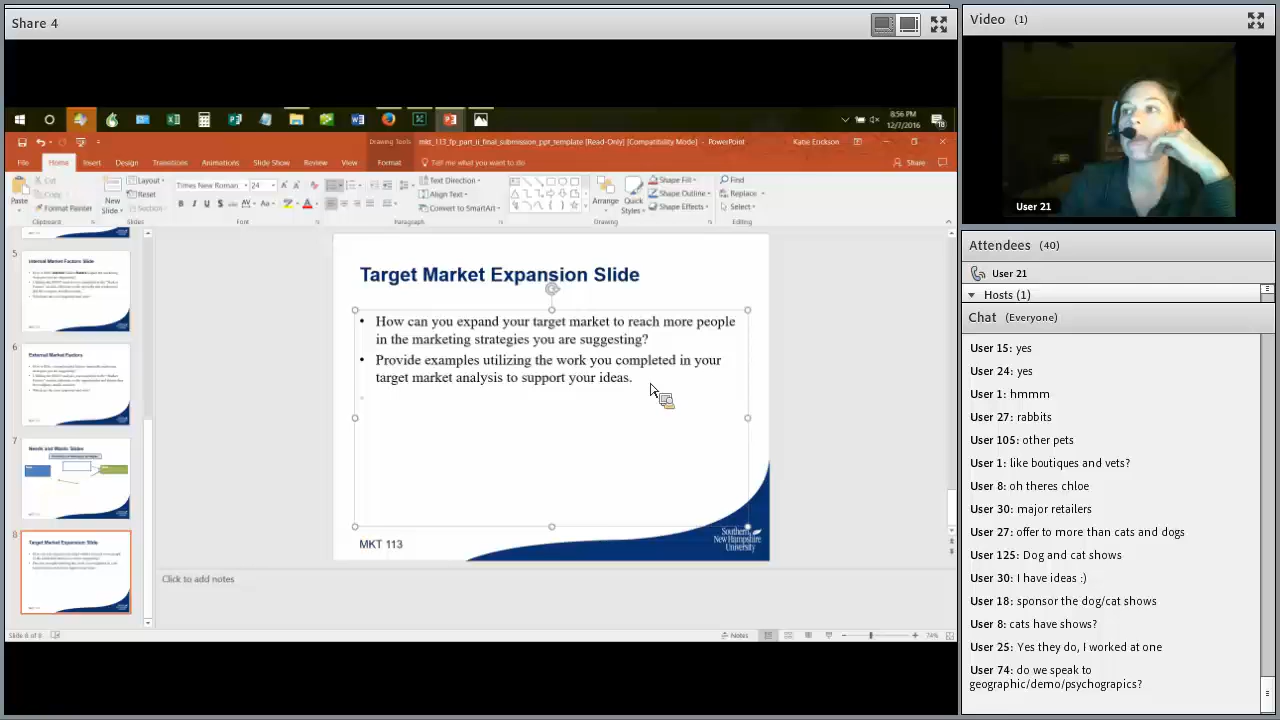 Share 4
Video (1)
8:56 PM
12/7/2016
Drawing Tools
mkt_113_fp_part_ii_final_submission_ppt_template [Read-Only] [Compatibility Mode] - PowerPoint
Katie Erickson
File
Home
Insert
Design
Transitions
Animations
Slide Show
Review
View
Format
Tell me what you want to do
Share
Paste
Cut
Copy
Format Painter
Clipboard
New
Slide
Layout
Reset
Section
Slides
Times New Roman
24
Font
Text Direction
Align Text
Convert to SmartArt
Paragraph
Arrange
Quick
Styles
Shape Fill
Shape Outline
Shape Effects
Drawing
Find
Replace
Select
Editing
5
Internal Market Factors Slide
6
External Market Factors
7
Needs and Wants Slide
8
Target Market Expansion Slide
Target Market Expansion Slide
• How can you expand your target market to reach more people
in the marketing strategies you are suggesting?
• Provide examples utilizing the work you completed in your
target market analysis to support your ideas.
MKT 113
Southern
New Hampshire
University
Click to add notes
Slide 8 of 8
Notes
74%
User 21
Attendees (40)
User 21
Hosts (1)
Chat (Everyone)
User 15: yes
User 24: yes
User 1: hmmm
User 27: rabbits
User 105: other pets
User 1: like boutiques and vets?
User 8: oh theres chloe
User 30: major retailers
User 125: Dog and cat shows
User 30: I have ideas :)
User 18: sponsor the dog/cat shows
User 8: cats have shows?
User 25: Yes they do, I worked at one
User 74: do we speak to
geographic/demo/psychograpics?